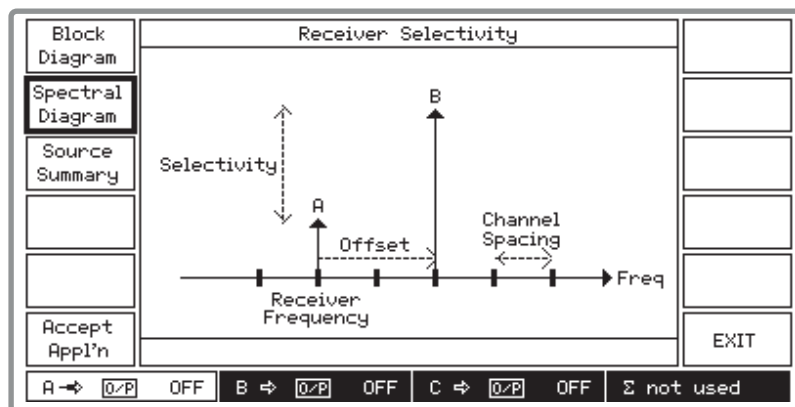 Block
Diagram
Receiver Selectivity
Spectral
Diagram
B
Source
Summary
Selectivity
A
Offset
Channel
Spacing
Freq
Receiver
Frequency
Accept
Appl'n
EXIT
A ➔ O/P OFF
B ⇨ O/P OFF
C ⇨ O/P OFF
Σ not used